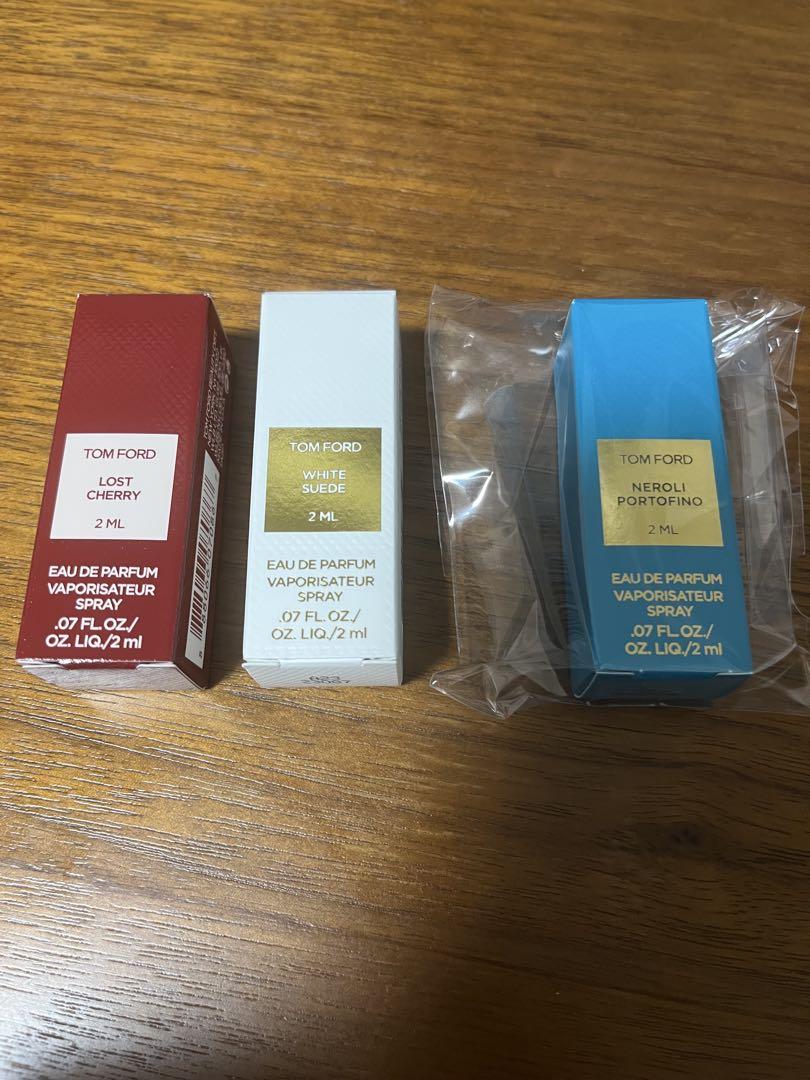 TOM FORD
LOST
CHERRY
2 ML
EAU DE PARFUM
VAPORISATEUR
SPRAY
.07 FL. OZ./
OZ. LIQ./2 ml
TOM FORD
WHITE
SUEDE
2 ML
EAU DE PARFUM
VAPORISATEUR
SPRAY
.07 FL. OZ./
OZ. LIQ./2 ml
TOM FORD
NEROLI
PORTOFINO
2 ML
EAU DE PARFUM
VAPORISATEUR
SPRAY
.07 FL. OZ./
OZ. LIQ./2 ml